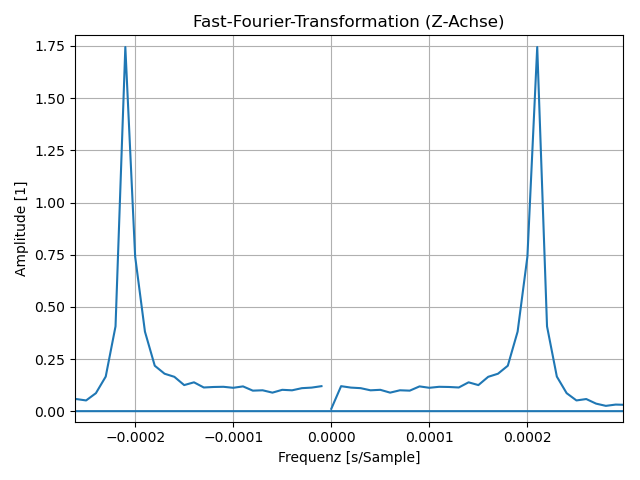 Fast-Fourier-Transformation (Z-Achse)
Amplitude [1]
1.75
1.50
1.25
1.00
0.75
0.50
0.25
0.00
−0.0002 −0.0001 0.0000 0.0001 0.0002
Frequenz [s/Sample]